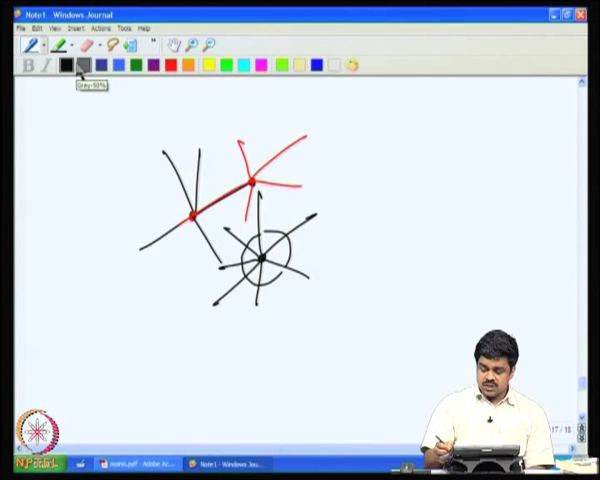 Note1 - Windows Journal
File Edit View Insert Actions Tools Help
B I
Gray-50%
17 / 18
NPTEL
Note1 - Windows Jou...